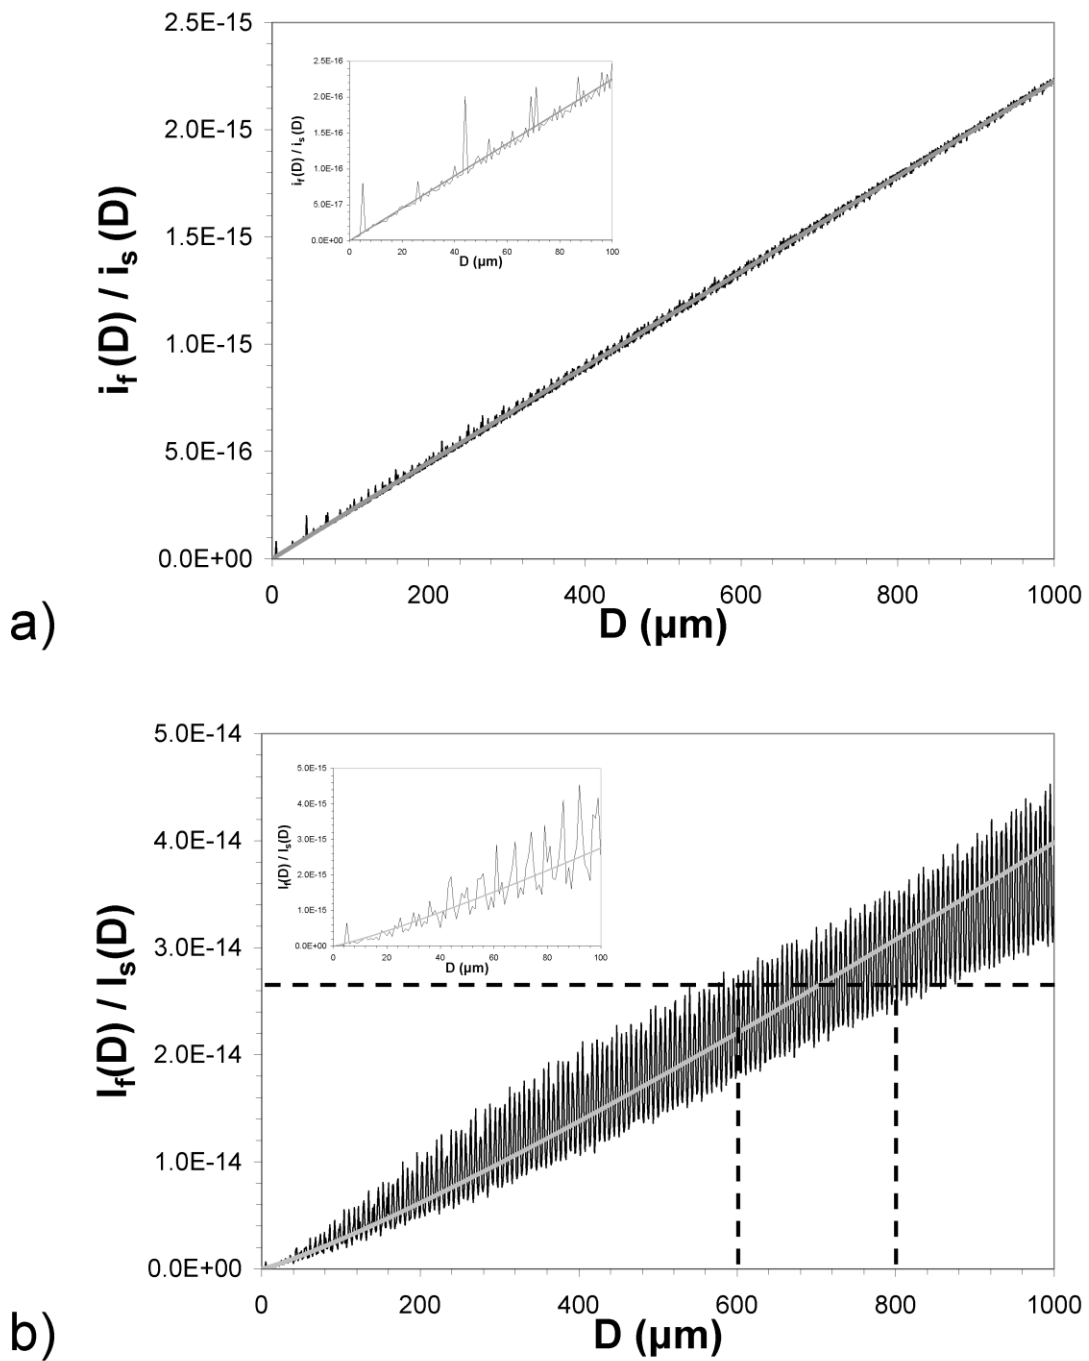 2.5E-15
2.0E-15
1.5E-15
1.0E-15
5.0E-16
0.0E+00
i_f (D) / i_s (D)
2.5E-16
2.0E-16
1.5E-16
1.0E-16
5.0E-17
0.0E+00
i_f (D) / i_s (D)
0 20 40 60 80 100
D (µm)
0 200 400 600 800 1000
D (µm)
a)
5.0E-14
4.0E-14
3.0E-14
2.0E-14
1.0E-14
0.0E+00
I_f(D) / I_s(D)
5.0E-15
4.0E-15
3.0E-15
2.0E-15
1.0E-15
0.0E+00
I_f(D) / I_s(D)
0 20 40 60 80 100
D (µm)
0 200 400 600 800 1000
D (µm)
b)